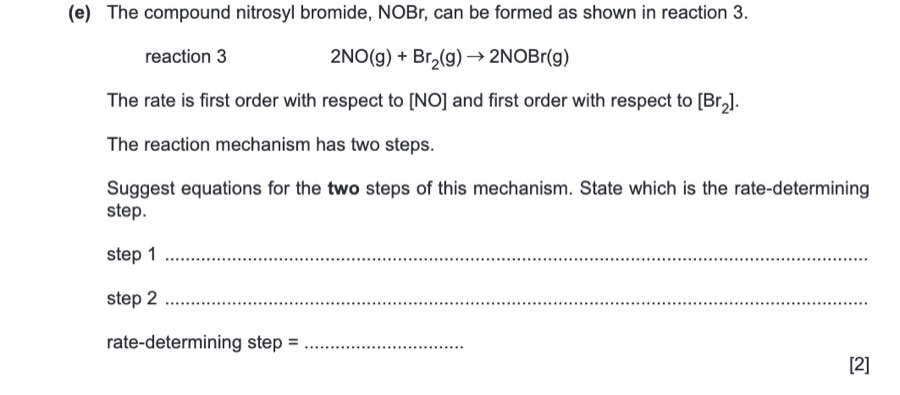 (e) The compound nitrosyl bromide, NOBr, can be formed as shown in reaction 3.
reaction 3 2NO(g) + Br₂(g) → 2NOBr(g)
The rate is first order with respect to [NO] and first order with respect to [Br₂].
The reaction mechanism has two steps.
Suggest equations for the two steps of this mechanism. State which is the rate-determining
step.
step 1 ................................................................................
step 2 ................................................................................
rate-determining step = ................................
[2]